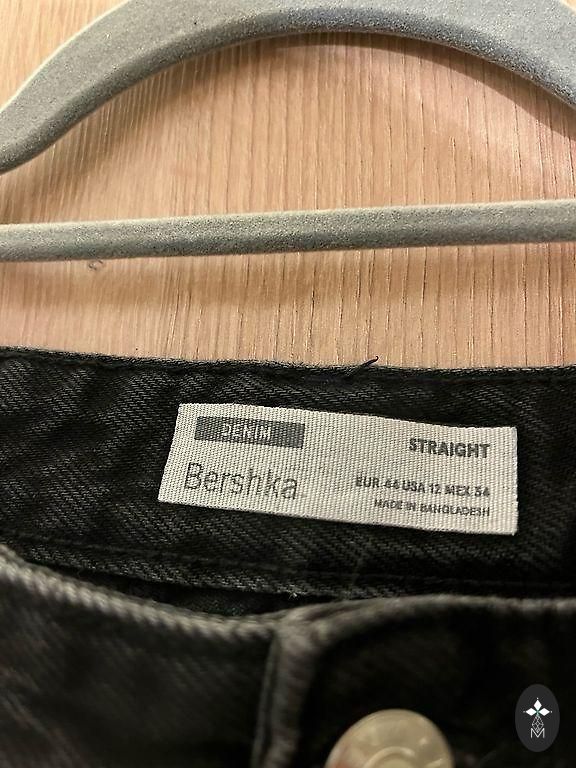 DENIM
STRAIGHT
Bershka
EUR 44 USA 12 MEX 34
MADE IN BANGLADESH
M